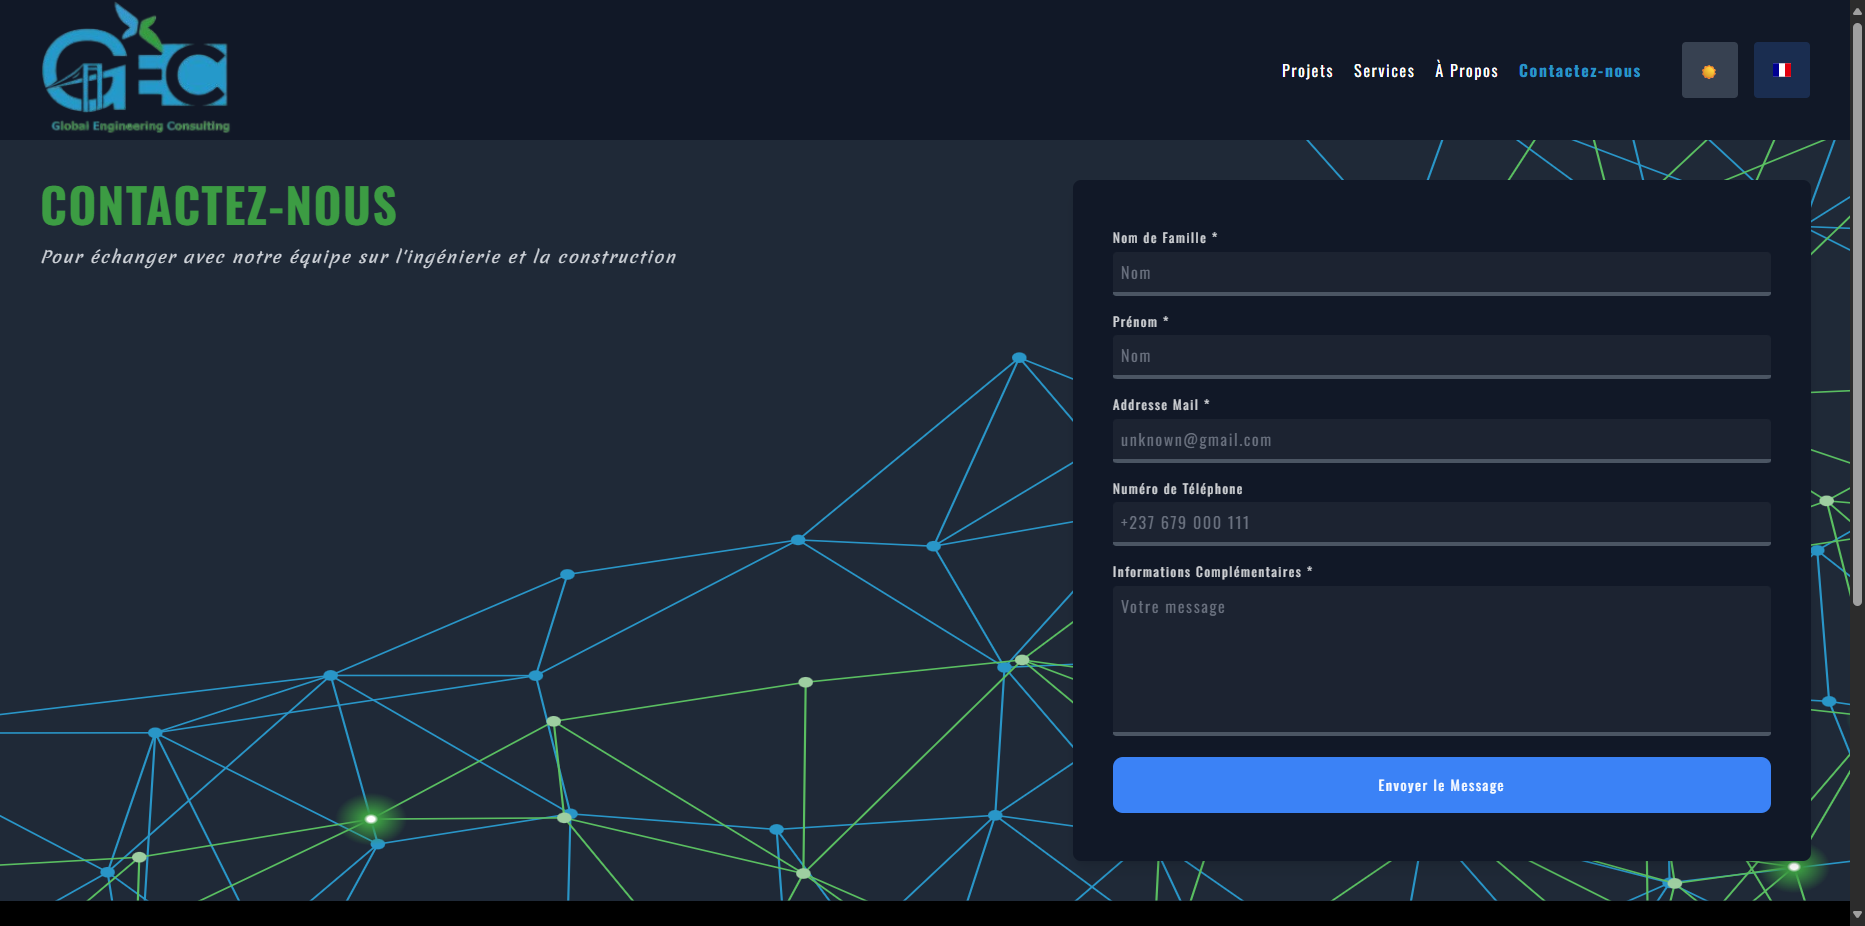 GEC
Global Engineering Consulting
Projets
Services
À Propos
Contactez-nous
CONTACTEZ-NOUS
Pour échanger avec notre équipe sur l'ingénierie et la construction
Nom de Famille *
Nom
Prénom *
Nom
Addresse Mail *
unknown@gmail.com
Numéro de Téléphone
+237 679 000 111
Informations Complémentaires *
Votre message
Envoyer le Message